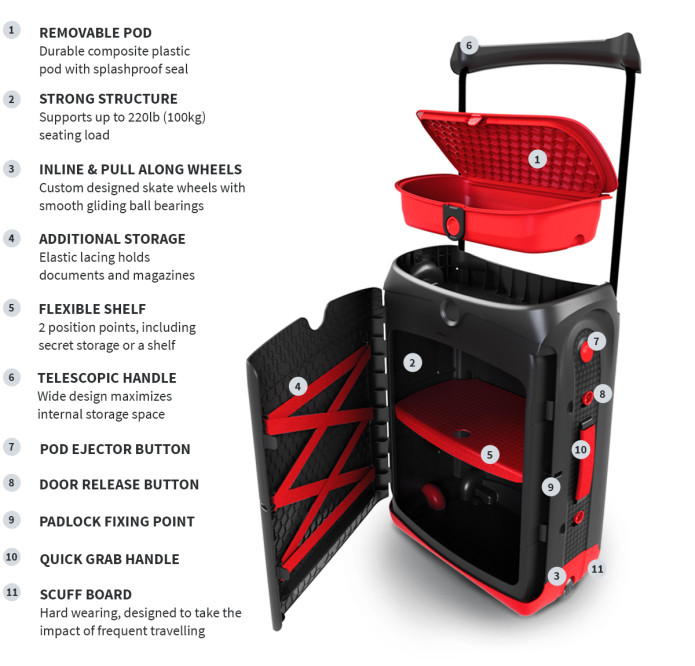 1 REMOVABLE POD
Durable composite plastic
pod with splashproof seal
2 STRONG STRUCTURE
Supports up to 220lb (100kg)
seating load
3 INLINE & PULL ALONG WHEELS
Custom designed skate wheels with
smooth gliding ball bearings
4 ADDITIONAL STORAGE
Elastic lacing holds
documents and magazines
5 FLEXIBLE SHELF
2 position points, including
secret storage or a shelf
6 TELESCOPIC HANDLE
Wide design maximizes
internal storage space
7 POD EJECTOR BUTTON
8 DOOR RELEASE BUTTON
9 PADLOCK FIXING POINT
10 QUICK GRAB HANDLE
11 SCUFF BOARD
Hard wearing, designed to take the
impact of frequent travelling
6
1
7
2
4
8
10
5
9
3
11